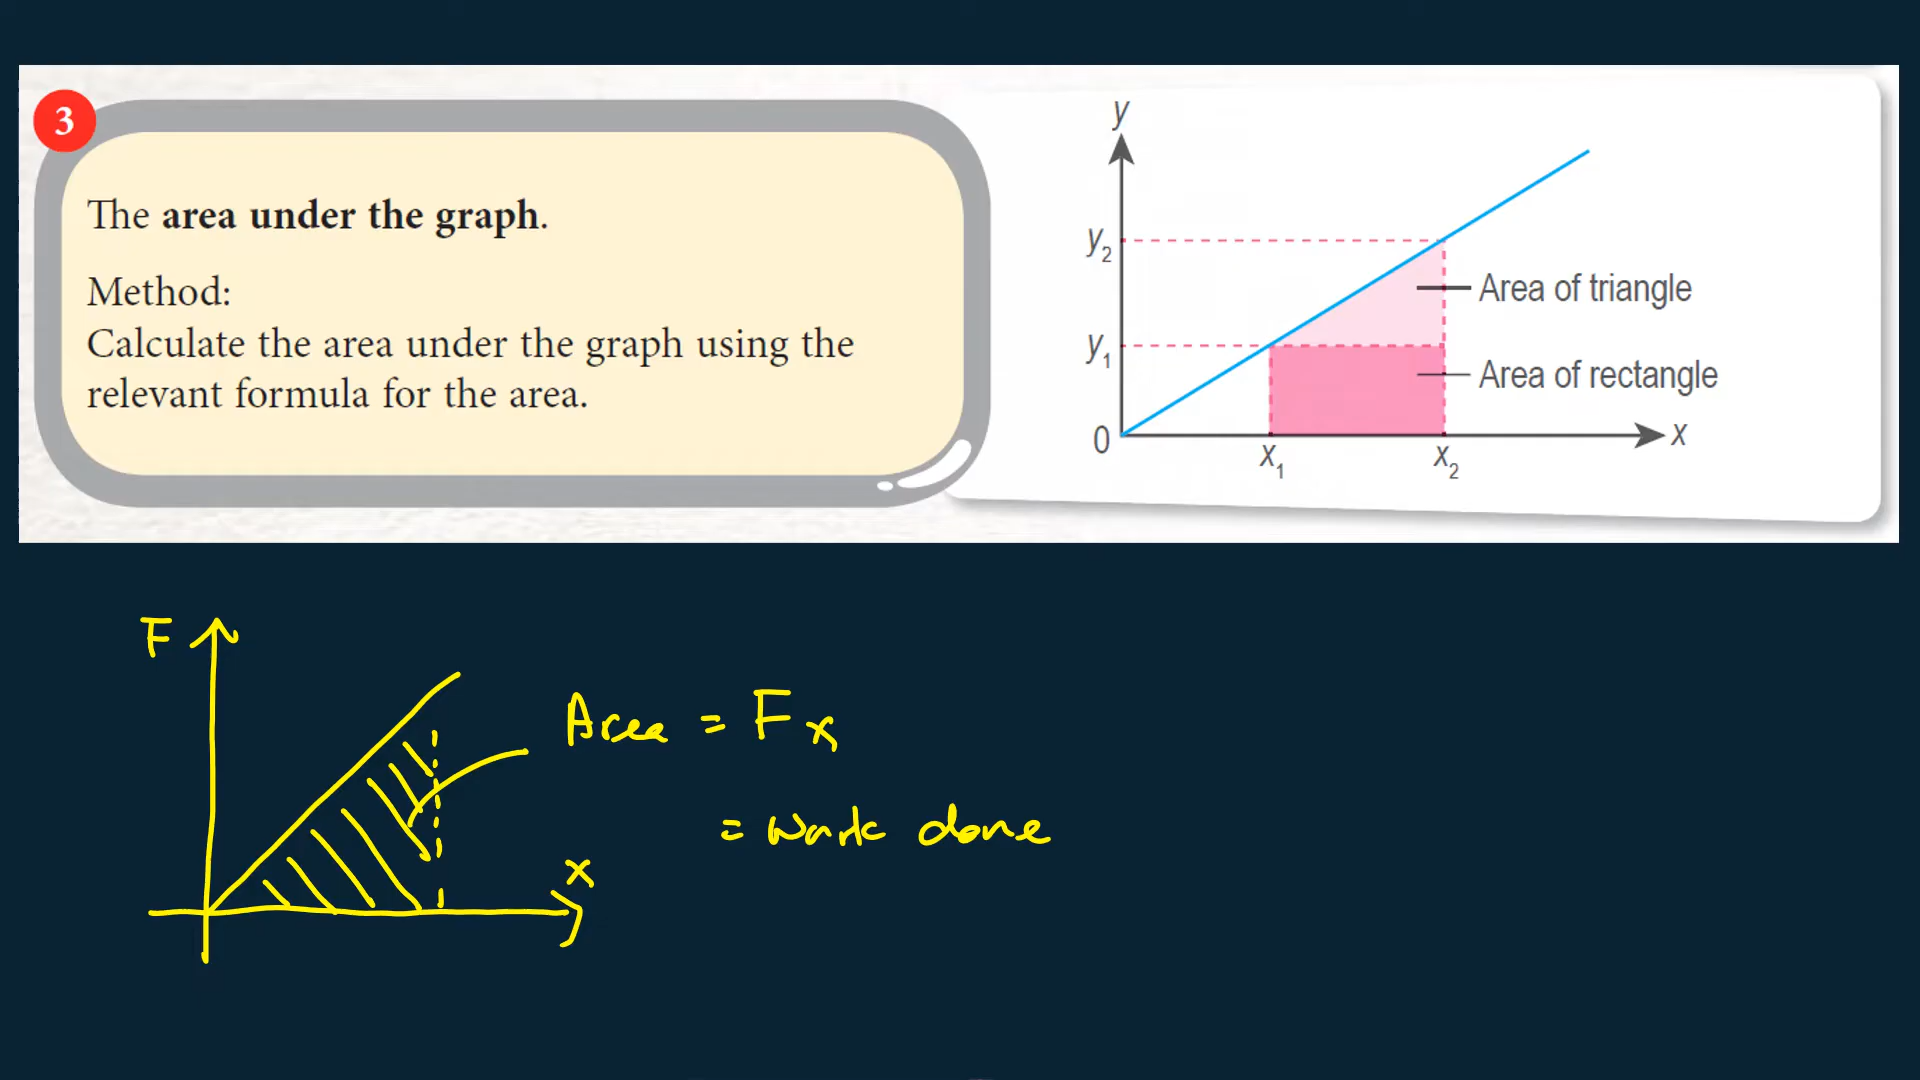 3
The area under the graph.
Method:
Calculate the area under the graph using the
relevant formula for the area.
y
y2
y1
0
x1
x2
x
Area of triangle
Area of rectangle
F
x
Area = Fx
= work done